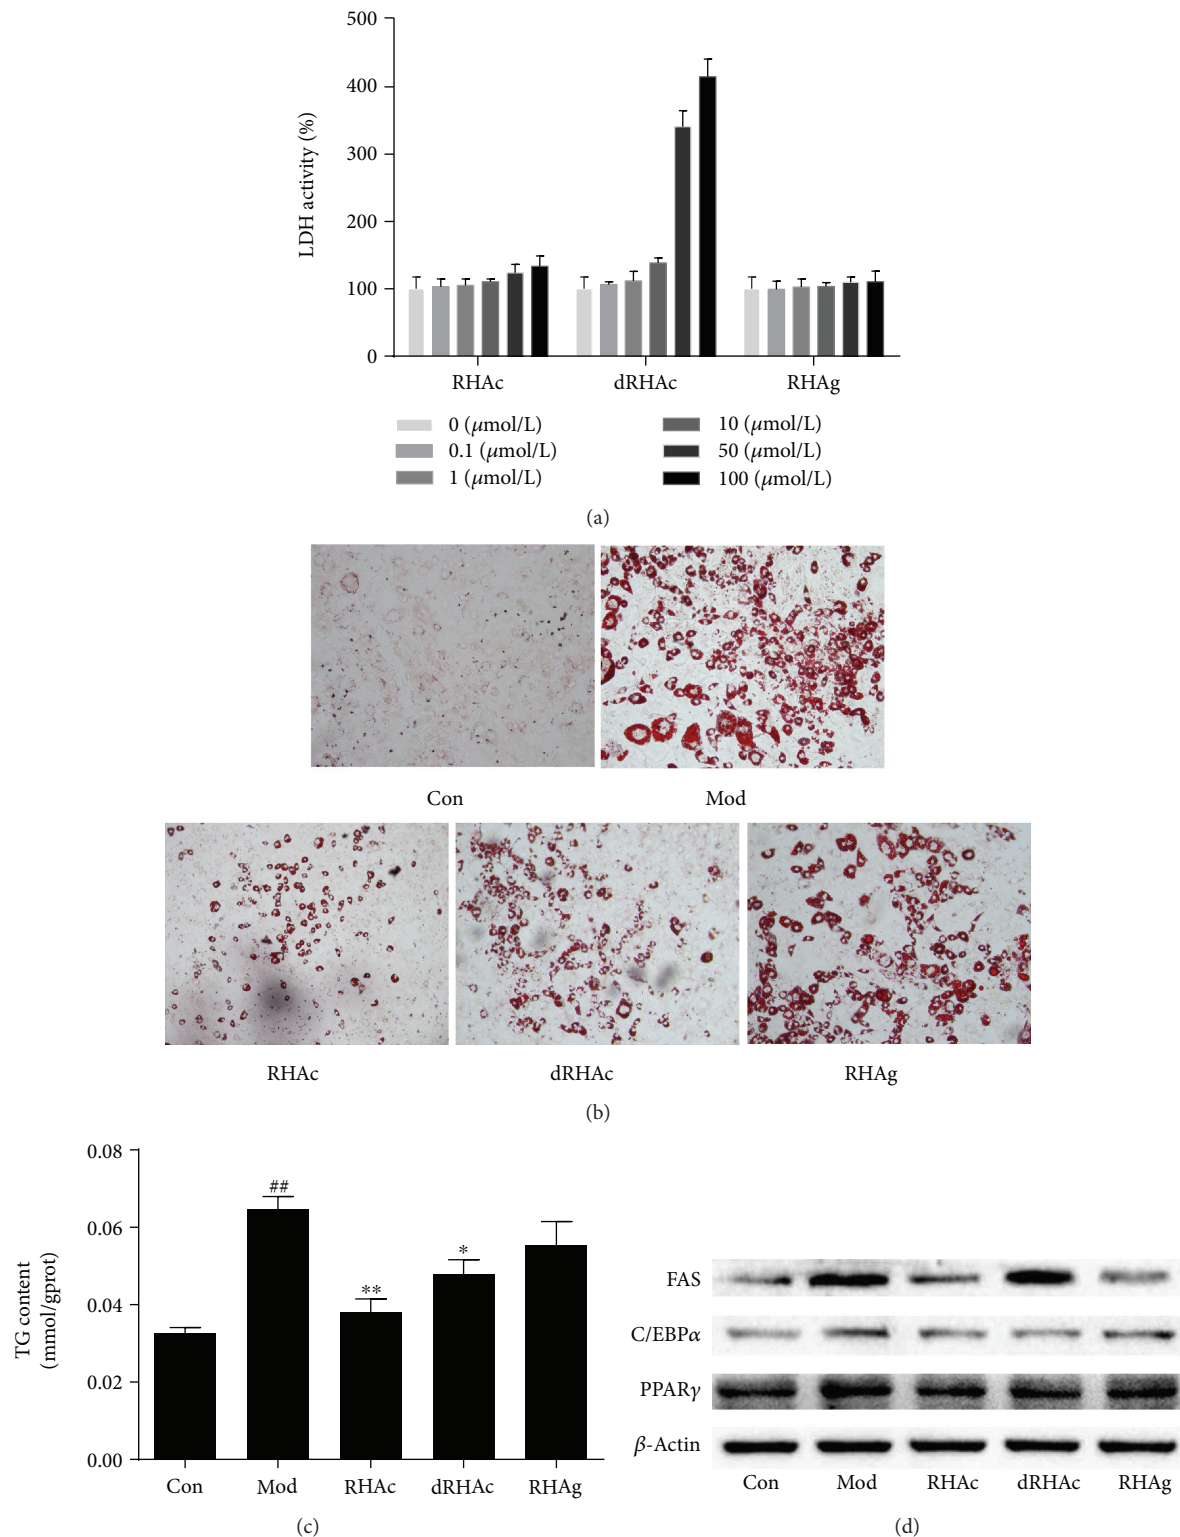 500
400
300
200
100
0
LDH activity (%)
RHAc dRHAc RHAg
0 (μmol/L) 10 (μmol/L)
0.1 (μmol/L) 50 (μmol/L)
1 (μmol/L) 100 (μmol/L)
(a)
Con Mod
RHAc dRHAc RHAg
(b)
0.08
0.06
0.04
0.02
0.00
TG content
(mmol/gprot)
##
**
*
Con Mod RHAc dRHAc RHAg
(c)
FAS
C/EBPα
PPARγ
β-Actin
Con Mod RHAc dRHAc RHAg
(d)